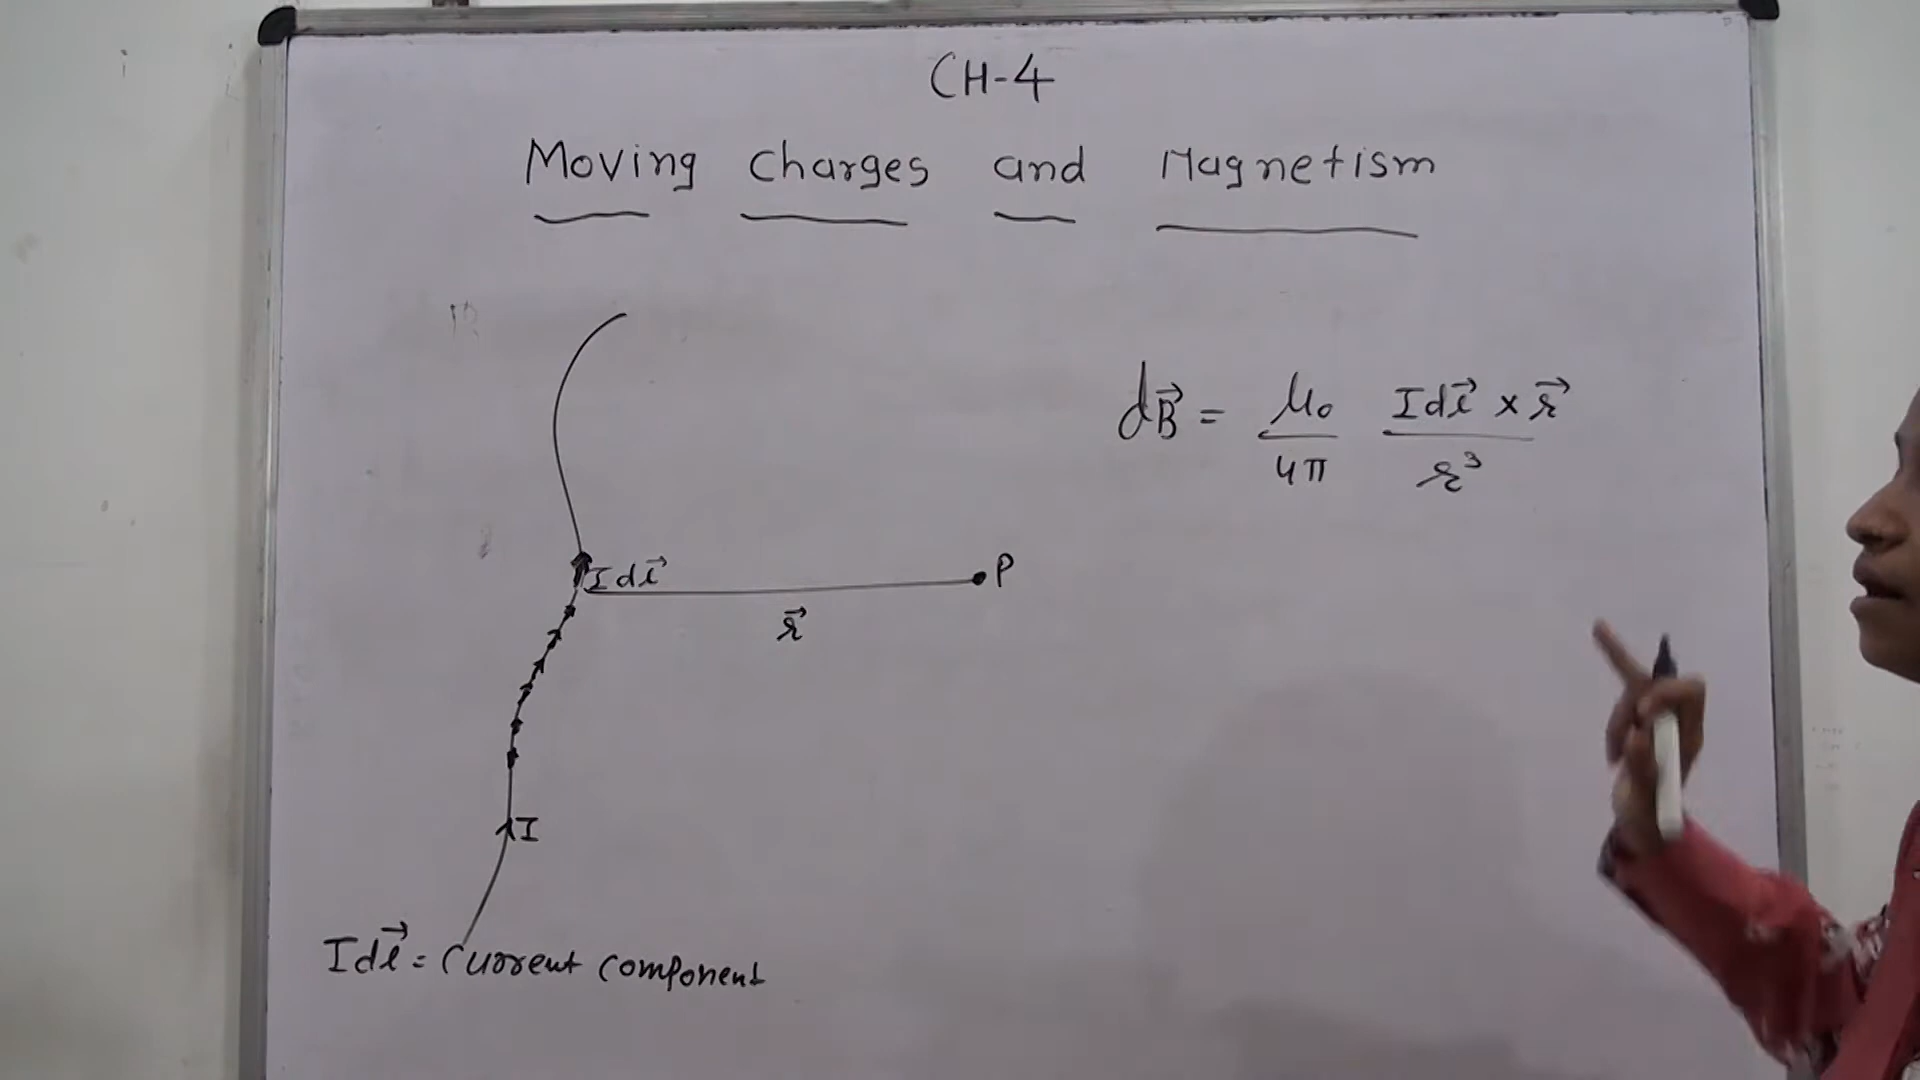 CH-4
Moving Charges and Magnetism
dB⃗ = μ₀/4π Idl⃗ × r⃗/r³
Idl⃗
P
r⃗
I
Idl⃗ = Current component